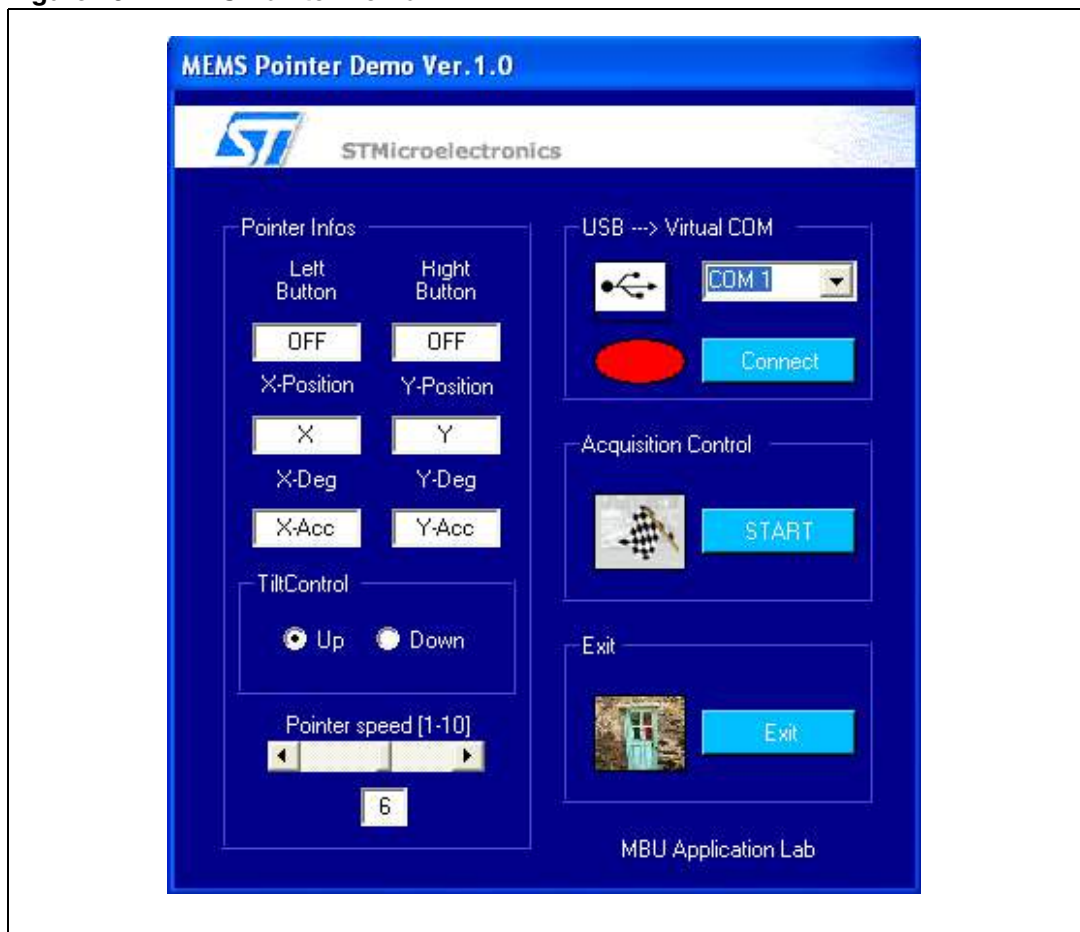 MEMS Pointer Demo Ver.1.0
ST
STMicroelectronics
Pointer Infos
Left Button
Right Button
OFF
OFF
X-Position
Y-Position
X
Y
X-Deg
Y-Deg
X-Acc
Y-Acc
TiltControl
Up
Down
Pointer speed [1-10]
6
USB ---> Virtual COM
COM 1
Connect
Acquisition Control
START
Exit
Exit
MBU Application Lab